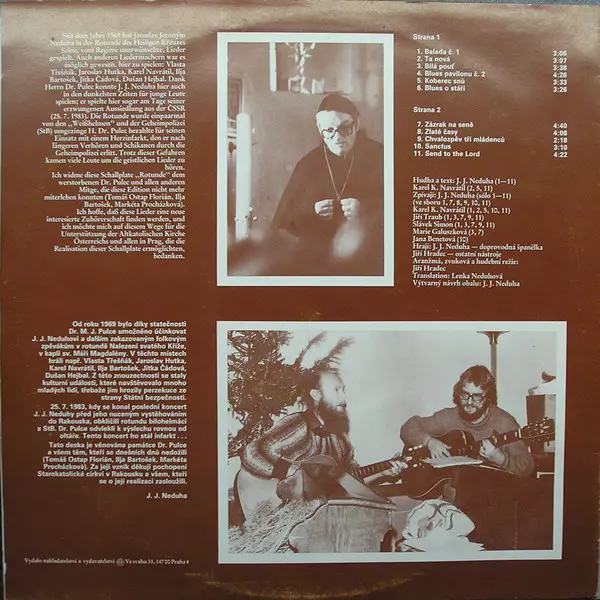 Seit dem Jahre 1969 hat Jaroslav Jeroným
Neduha in der Rotunde des Heiligen Kreuzes
Solse, vom Regime unerwünschte, Lieder
gespielt. Auch anderen Liedermachern war es
möglich gewesen, hier zu spielen: Vlasta
Třešňák, Jaroslav Hutka, Karel Navrátil, Ilja
Bartošek, Jitka Čádová, Dušan Hejbal. Dank
Herrn Dr. Pulec konnte J. J. Neduha hier auch
in den dunkelsten Zeiten für junge Leute
spielen; er spielte hier sogar am Tage seiner
erzwungenen Aussiedlung aus der ČSSR
(25. 7. 1983). Die Rotunde wurde einparmal
von den „Weißhelmen“ und der Geheimpolizei
(StB) umgezingelt. H. Dr. Pulec bezahlte für seinen
Einsatz mit einem Herzinfarkt, den er nach
längeren Verhören und Schikanen durch die
Geheimpolizei erlitt. Trotz dieser Gefahren
kamen viele Leute um die geistlichen Lieder zu
hören.
Ich widme diese Schallplatte „Rotunde“ dem
verstorbenen Dr. Pulec und allen anderen
Mitge, die diese Edition nicht mehr
miterleben konnten (Tomáš Ostap Florián, Ilja
Bartošek, Markéta Procházková).
Ich hoffe, daß diese Lieder eine neue
interesierte Zuhörerschaft finden werden, und
ich möchte mich auf diesem Wege für die
Unterstützung der Altkatolischen Kirche
Österreichs und allen in Prag, die die
Realisation dieser Schallplatte ermöglichten,
bedanken.
Od roku 1969 bylo díky statečnosti
Dr. M. J. Pulce umožněno účinkovat
J. J. Neduhovi a dalším zakazovaným folkovým
zpěvákům v rotundě Nalezení svatého Kříže,
v kapli sv. Máří Magdalény. V těchto místech
hráli např. Vlasta Třešňák, Jaroslav Hutka,
Karel Navrátil, Ilja Bartošek, Jitka Čádová,
Dušan Hejbal. Z této znouzectnosti se staly
kulturní události, které navštěvovalo mnoho
mladých lidí, třebaže jim hrozily perzekuce ze
strany Státní bezpečnosti.
25. 7. 1983, kdy se konal poslední koncert
J. J. Neduhy před jeho nuceným vystěhováním
do Rakouska, obklíčili rotundu bílohelmáci
a StB. Dr. Pulce odvlekli k výslechu rovnou od
oltáře. Tento koncert ho stál infarkt . . .
Tato deska je věnována památce Dr. Pulce
a všem těm, kteří se dnešních dnů nedožili
(Tomáš Ostap Florián, Ilja Bartošek, Markéta
Procházková). Za její vznik děkuji pochopení
Starokatolické církvi v Rakousku a všem, kteří
se o její realizaci zasloužili.
J. J. Neduha
Vydalo nakladatelství a vydavatelství Ve svahu 33, 147 00 Praha 4
Strana 1
1. Balada č. 1 3:06
2. Ta nová 3:07
3. Bílá pouť 3:38
4. Blues pavilonu č. 2 4:26
5. Koberec snů 3:33
6. Blues o stáří 3:26
Strana 2
7. Zázrak na seně 4:40
8. Zlaté časy 4:08
9. Chvalozpěv tří mládenců 2:18
10. Sanctus 3:10
11. Send to the Lord 4:22
Hudba a text: J. J. Neduha (1—11)
Karel K. Navrátil (2, 5, 11)
Zpívají: J. J. Neduha (sólo 1—11)
(ve sboru 1, 7, 8, 9, 10, 11)
Karel K. Navrátil (1, 2, 5, 10, 11)
Jiří Traub (1, 3, 7, 9, 11)
Slávek Simon (1, 3, 7, 9, 11)
Marie Galuszková (3, 7)
Jana Benetová (10)
Hrají: J. J. Neduha — doprovodná španělka
Jiří Hradec — ostatní nástroje
Aranžmá, zvuková a hudební režie:
Jiří Hradec
Translation: Lenka Neduhová
Výtvarný návrh obalu: J. J. Neduha